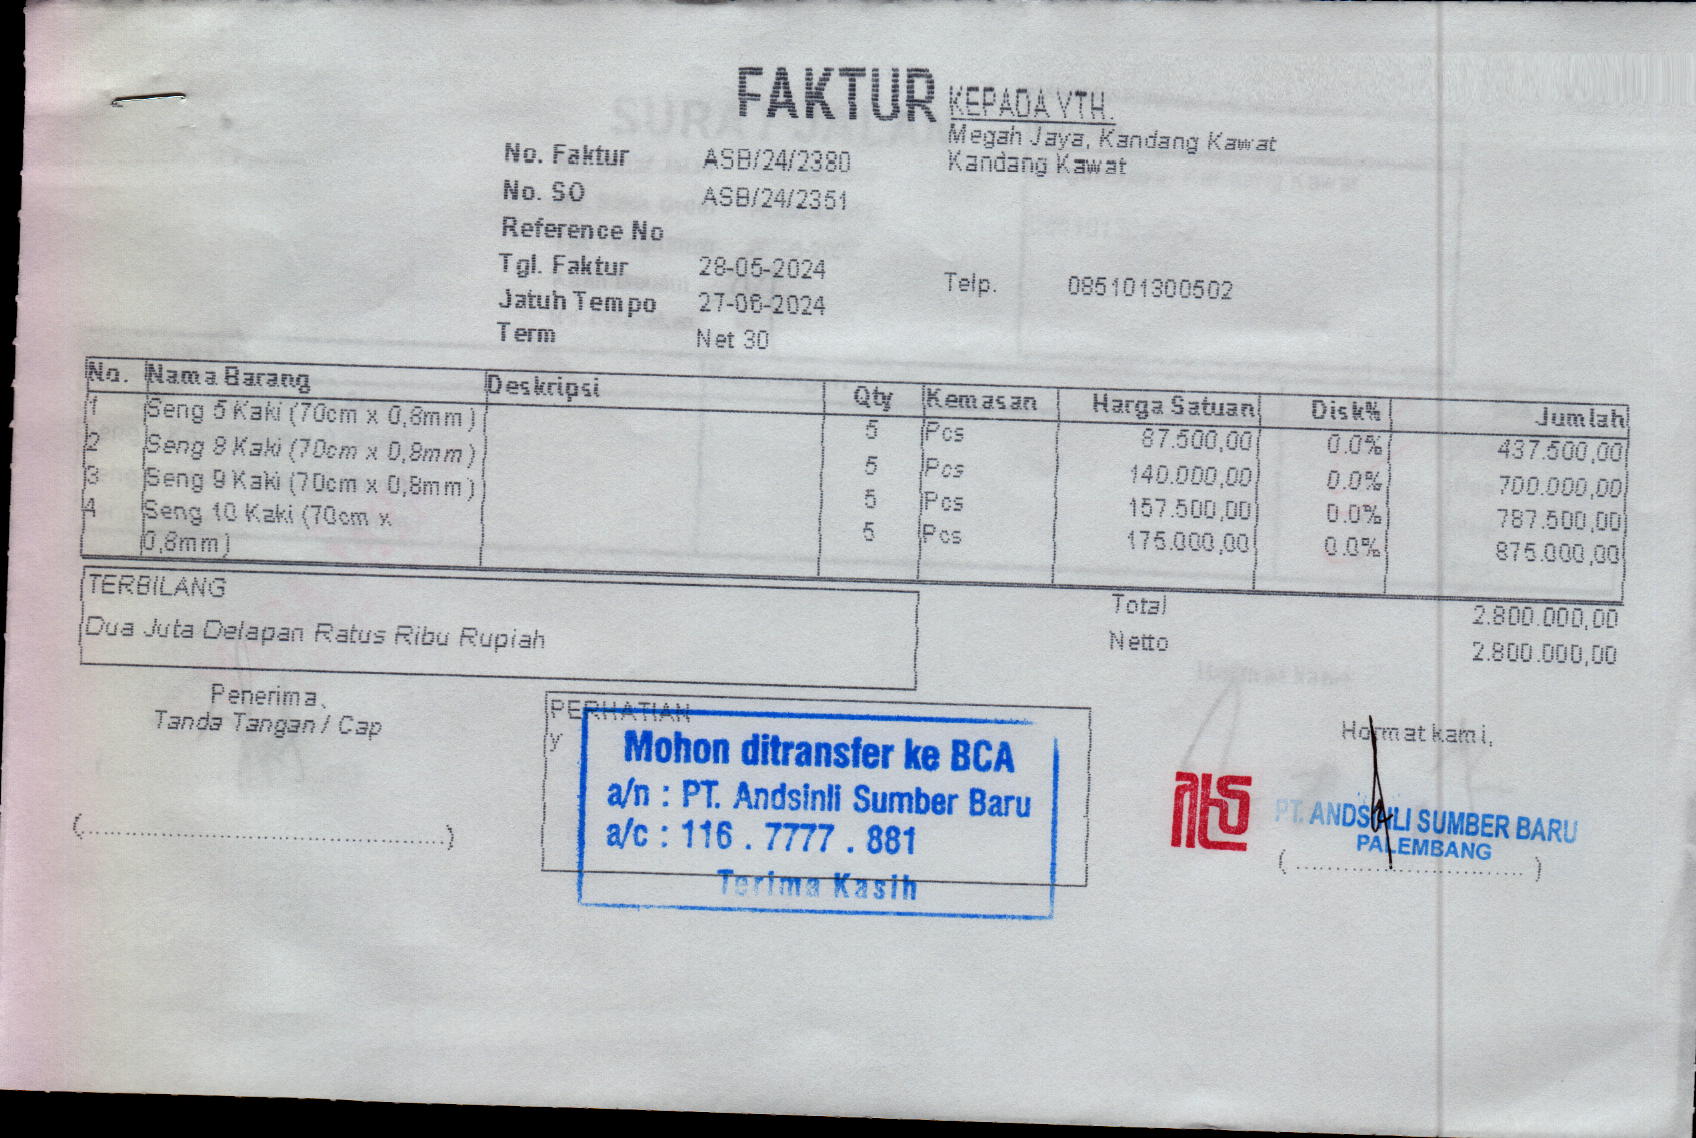 FAKTUR
KEPADA YTH.
Megah Jaya, Kandang Kawat
Kandang Kawat
No. Faktur ASB/24/2380
No. SO ASB/24/2351
Reference No
Tgl. Faktur 28-05-2024
Jatuh Tempo 27-06-2024
Term Net 30
Telp. 085101300502
No. Nama Barang Deskripsi Qty Kemasan Harga Satuan Disk% Jumlah
1 Seng 5 Kaki (70cm x 0,8mm) 5 Pcs 87.500,00 0.0% 437.500,00
2 Seng 8 Kaki (70cm x 0,8mm) 5 Pcs 140.000,00 0.0% 700.000,00
3 Seng 9 Kaki (70cm x 0,8mm) 5 Pcs 157.500,00 0.0% 787.500,00
4 Seng 10 Kaki (70cm x 5 Pcs 175.000,00 0.0% 875.000,00
0,8mm)
TERBILANG
Dua Juta Delapan Ratus Ribu Rupiah
Total 2.800.000,00
Netto 2.800.000,00
Penerima,
Tanda Tangan / Cap
PERHATIAN
y
Mohon ditransfer ke BCA
a/n : PT. Andsinli Sumber Baru
a/c : 116 . 7777 . 881
Terima Kasih
Hormat kami,
PT. ANDSINLI SUMBER BARU
PALEMBANG